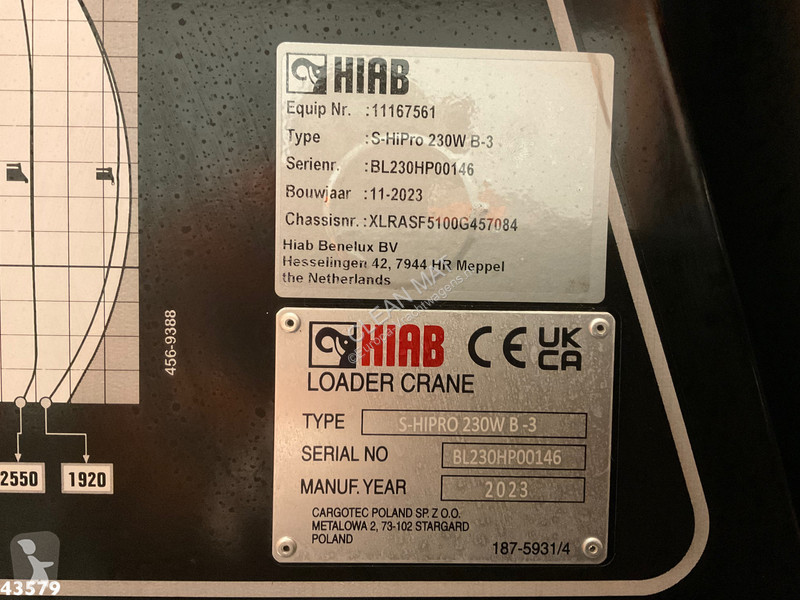 HIAB
Equip Nr. :11167561
Type :S-HiPro 230W B-3
Serienr. :BL230HP00146
Bouwjaar :11-2023
Chassisnr. :XLRASF5100G457084
Hiab Benelux BV
Hesselingen 42, 7944 HR Meppel
the Netherlands
HIAB CE UK CA
LOADER CRANE
TYPE S-HIPRO 230W B -3
SERIAL NO BL230HP00146
MANUF. YEAR 2023
CARGOTEC POLAND SP. Z O.O.
METALOWA 2, 73-102 STARGARD
POLAND
187-5931/4
456-9388
2550
1920
43579